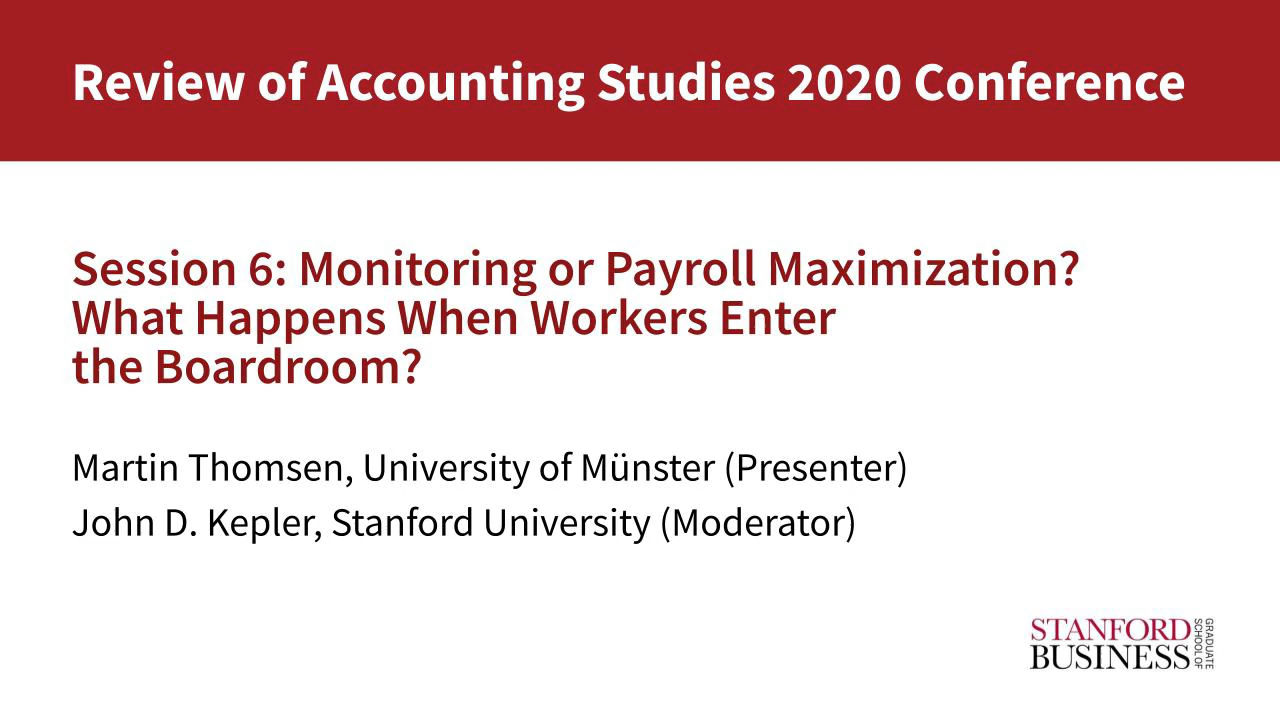 Review of Accounting Studies 2020 Conference
Session 6: Monitoring or Payroll Maximization?
What Happens When Workers Enter
the Boardroom?
Martin Thomsen, University of Münster (Presenter)
John D. Kepler, Stanford University (Moderator)
STANFORD
BUSINESS
GRADUATE
SCHOOL OF